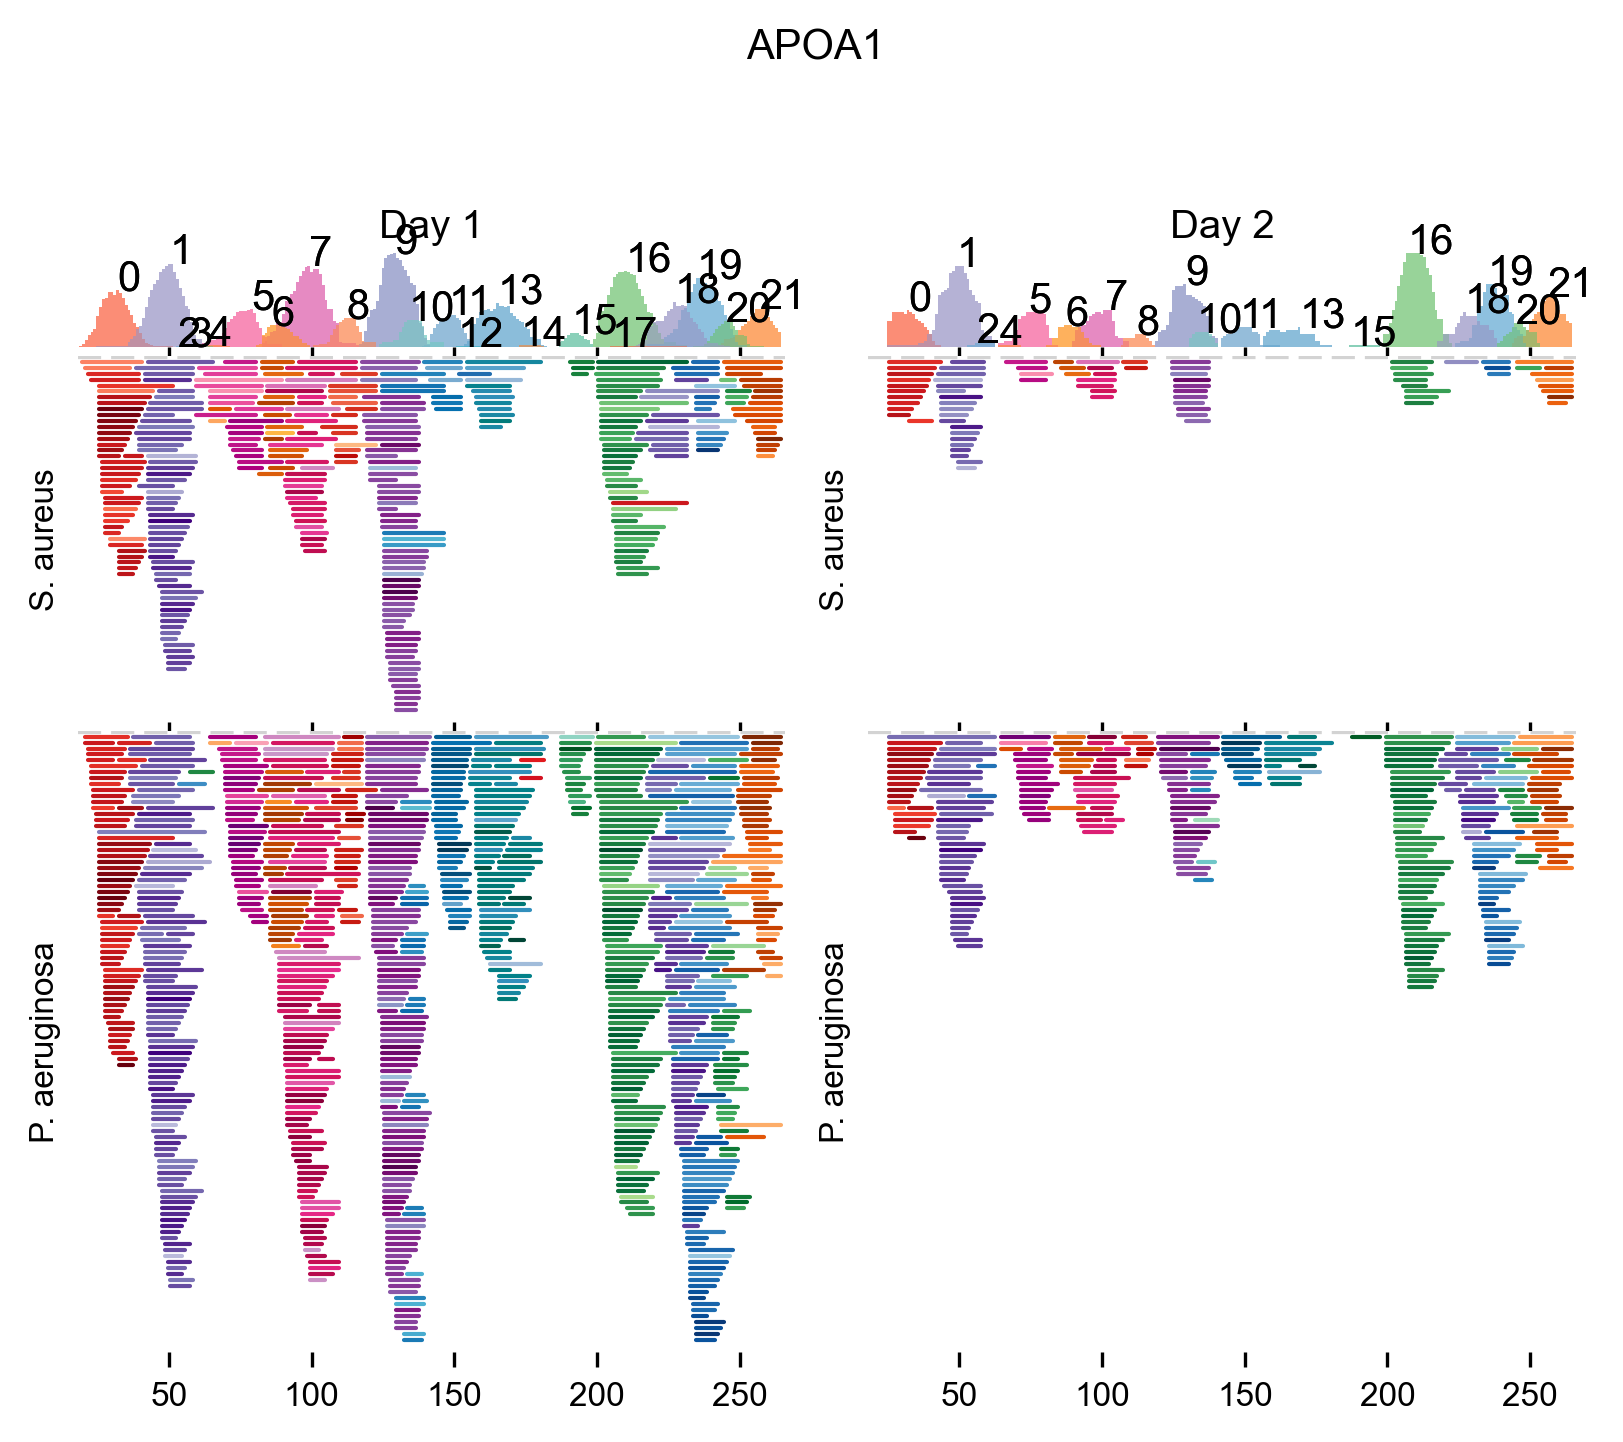 APOA1
Day 1
Day 2
0 1 2 3 4 5 6 7 8 9 10 11 12 13 14 15 16 17 18 19 20 21
0 1 2 4 5 6 7 8 9 10 11 13 15 16 18 19 20 21
S. aureus
S. aureus
P. aeruginosa
P. aeruginosa
50 100 150 200 250
50 100 150 200 250